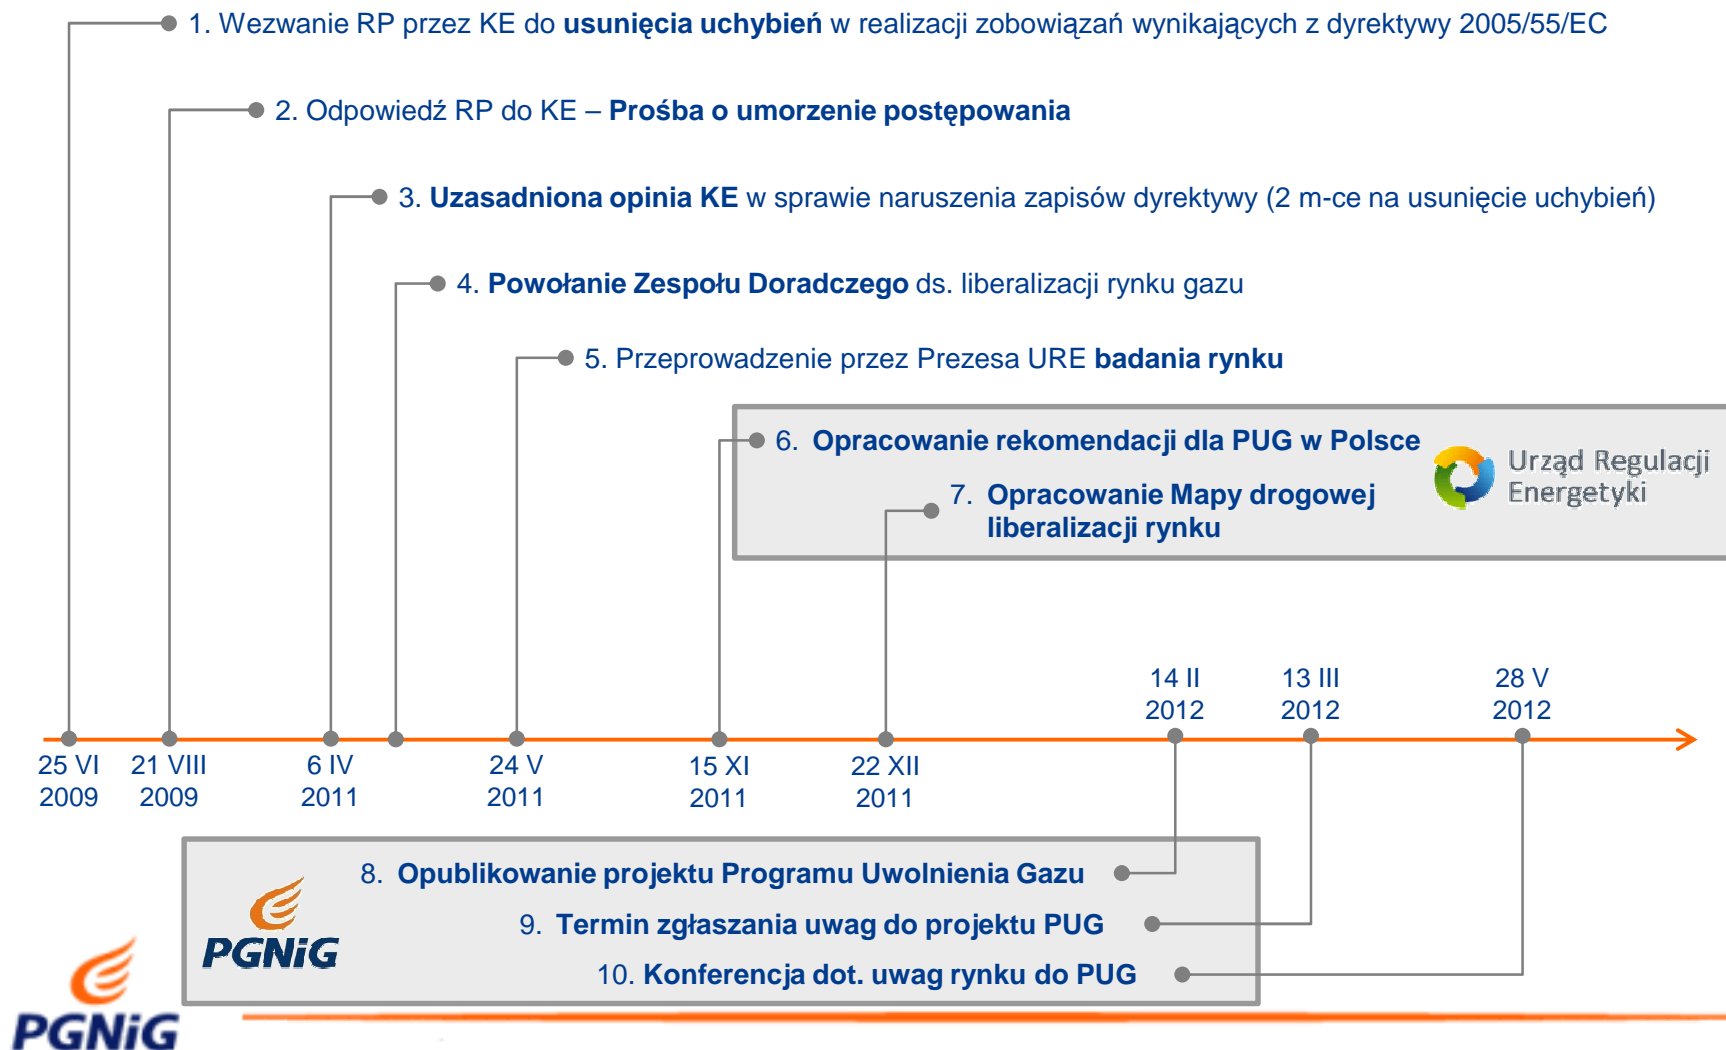 1. Wezwanie RP przez KE do usunięcia uchybień w realizacji zobowiązań wynikających z dyrektywy 2005/55/EC
2. Odpowiedź RP do KE – Prośba o umorzenie postępowania
3. Uzasadniona opinia KE w sprawie naruszenia zapisów dyrektywy (2 m-ce na usunięcie uchybień)
4. Powołanie Zespołu Doradczego ds. liberalizacji rynku gazu
5. Przeprowadzenie przez Prezesa URE badania rynku
6. Opracowanie rekomendacji dla PUG w Polsce
7. Opracowanie Mapy drogowej
liberalizacji rynku
Urząd Regulacji
Energetyki
14 II
2012
13 III
2012
28 V
2012
25 VI
2009
21 VIII
2009
6 IV
2011
24 V
2011
15 XI
2011
22 XII
2011
8. Opublikowanie projektu Programu Uwolnienia Gazu
9. Termin zgłaszania uwag do projektu PUG
10. Konferencja dot. uwag rynku do PUG
PGNiG
PGNiG